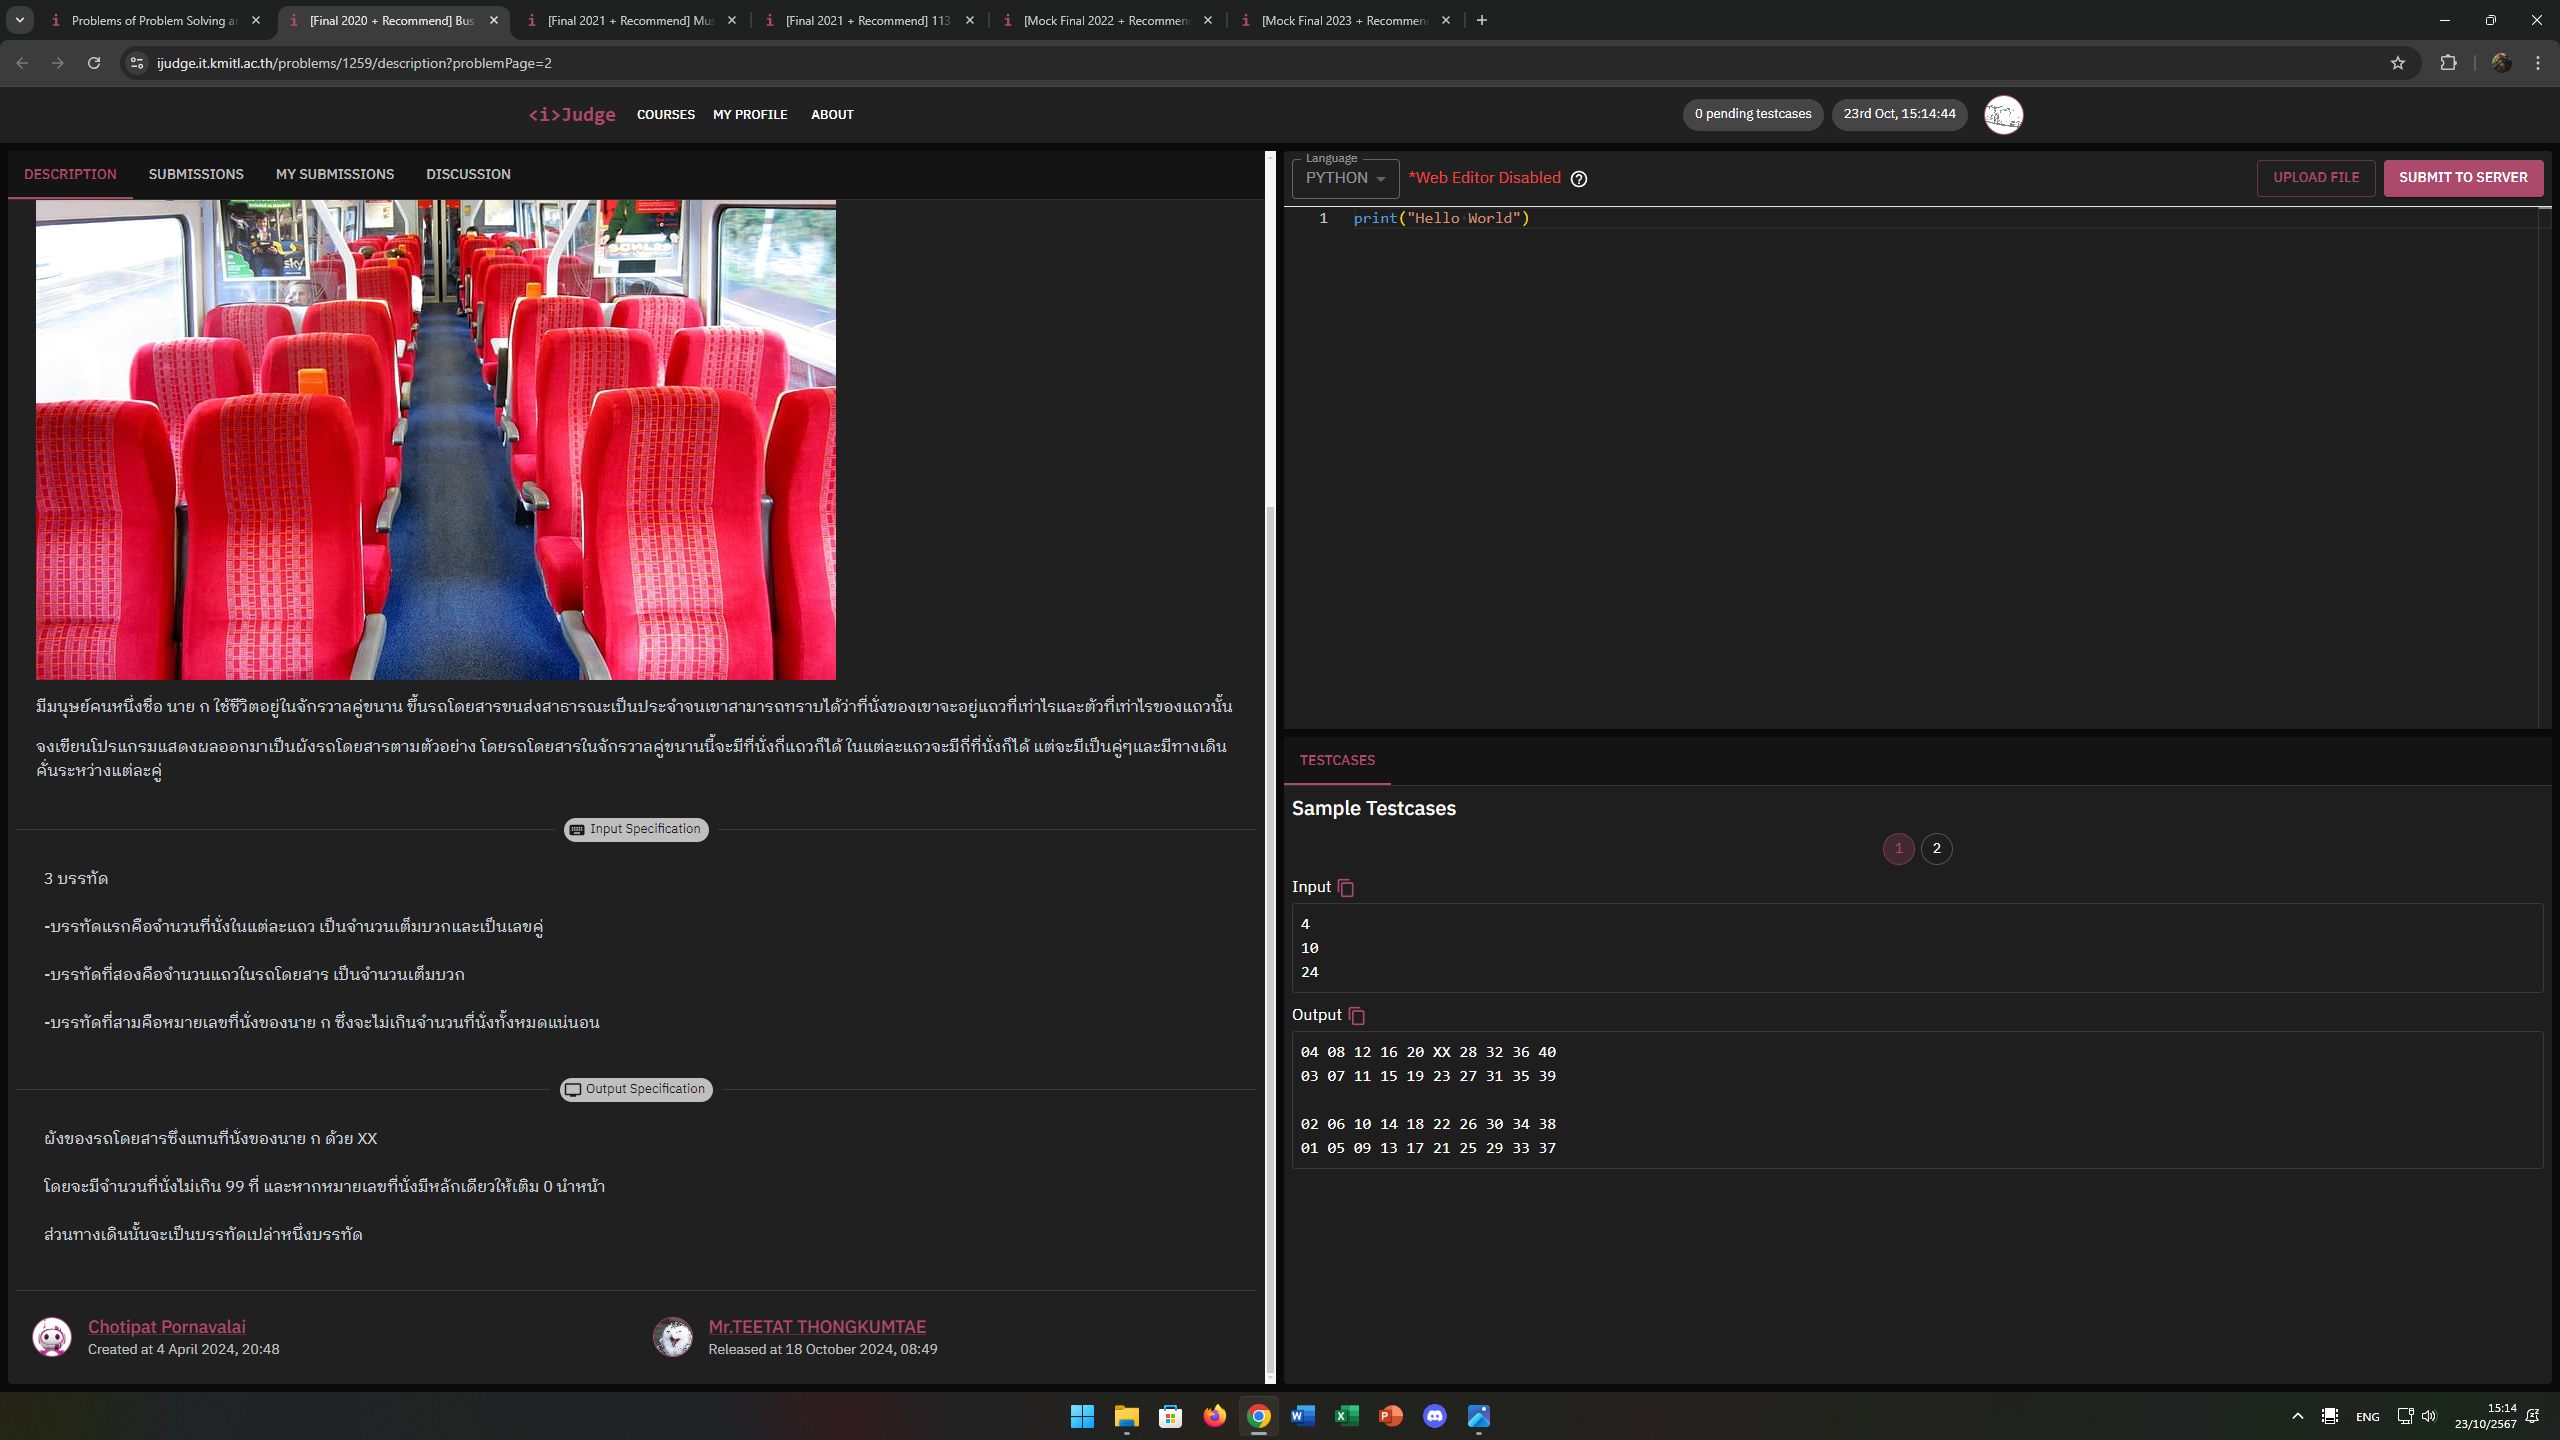 Problems of Problem Solving ar
[Final 2020 + Recommend] Bus
[Final 2021 + Recommend] Mus
[Final 2021 + Recommend] 113
[Mock Final 2022 + Recommen
[Mock Final 2023 + Recommen
ijudge.it.kmitl.ac.th/problems/1259/description?problemPage=2
<i>Judge COURSES MY PROFILE ABOUT
0 pending testcases 23rd Oct, 15:14:44
DESCRIPTION SUBMISSIONS MY SUBMISSIONS DISCUSSION
sky
มีมนุษย์คนหนึ่งชื่อ นาย ก ใช้ชีวิตอยู่ในจักรวาลคู่ขนาน ขึ้นรถโดยสารขนส่งสาธารณะเป็นประจำจนเขาสามารถทราบได้ว่าที่นั่งของเขาจะอยู่แถวที่เท่าไรและตัวที่เท่าไรของแถวนั้น
จงเขียนโปรแกรมแสดงผลออกมาเป็นผังรถโดยสารตามตัวอย่าง โดยรถโดยสารในจักรวาลคู่ขนานนี้จะมีที่นั่งกี่แถวก็ได้ ในแต่ละแถวจะมีกี่ที่นั่งก็ได้ แต่จะมีเป็นคู่ๆและมีทางเดิน
คั่นระหว่างแต่ละคู่
Input Specification
3 บรรทัด
-บรรทัดแรกคือจำนวนที่นั่งในแต่ละแถว เป็นจำนวนเต็มบวกและเป็นเลขคู่
-บรรทัดที่สองคือจำนวนแถวในรถโดยสาร เป็นจำนวนเต็มบวก
-บรรทัดที่สามคือหมายเลขที่นั่งของนาย ก ซึ่งจะไม่เกินจำนวนที่นั่งทั้งหมดแน่นอน
Output Specification
ผังของรถโดยสารซึ่งแทนที่นั่งของนาย ก ด้วย XX
โดยจะมีจำนวนที่นั่งไม่เกิน 99 ที่ และหากหมายเลขที่นั่งมีหลักเดียวให้เติม 0 นำหน้า
ส่วนทางเดินนั้นจะเป็นบรรทัดเปล่าหนึ่งบรรทัด
Chotipat Pornavalai
Created at 4 April 2024, 20:48
Mr.TEETAT THONGKUMTAE
Released at 18 October 2024, 08:49
Language
PYTHON
*Web Editor Disabled
UPLOAD FILE
SUBMIT TO SERVER
1 print("Hello World")
TESTCASES
Sample Testcases
1 2
Input
4
10
24
Output
04 08 12 16 20 XX 28 32 36 40
03 07 11 15 19 23 27 31 35 39
02 06 10 14 18 22 26 30 34 38
01 05 09 13 17 21 25 29 33 37
ENG
15:14
23/10/2567